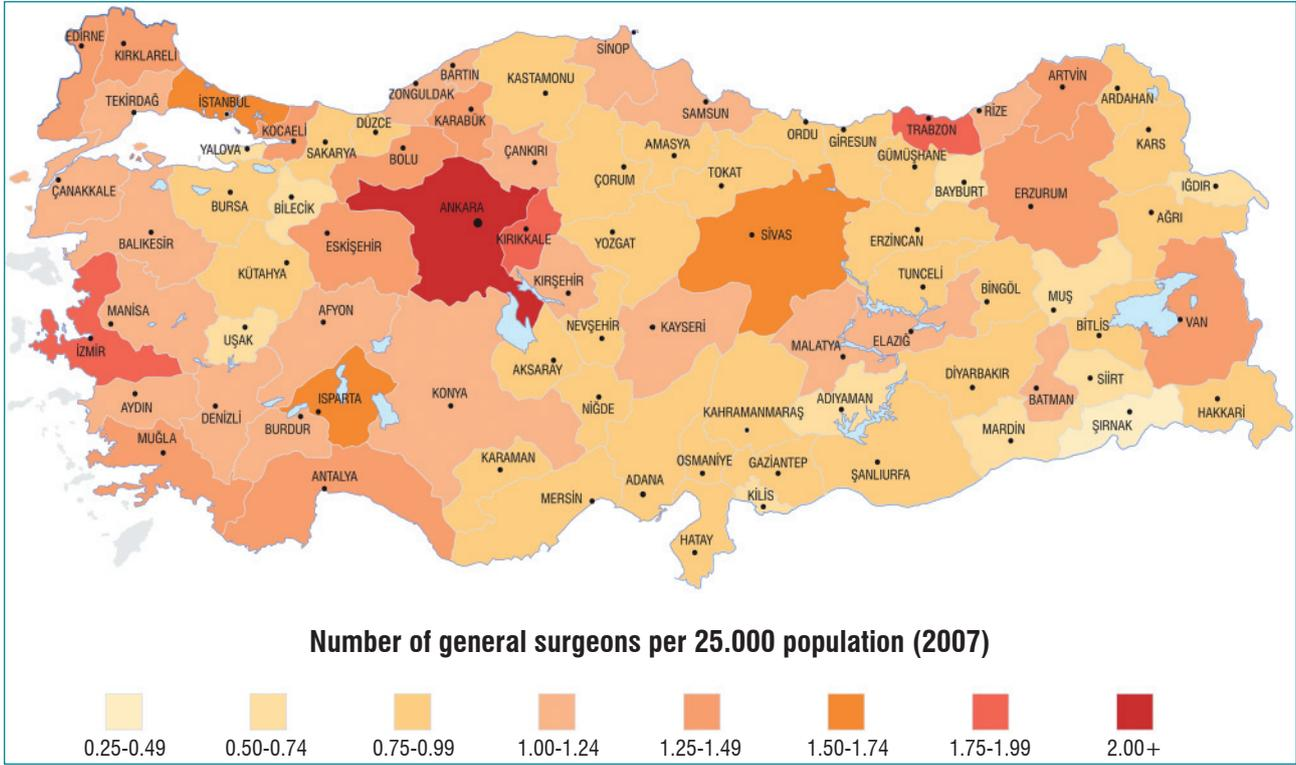 EDİRNE
KIRKLARELİ
TEKİRDAĞ
İSTANBUL
KOCAELİ
YALOVA
SAKARYA
DÜZCE
ZONGULDAK
BARTIN
KARABÜK
BOLU
KASTAMONU
SİNOP
SAMSUN
ÇANKIRI
ÇORUM
AMASYA
TOKAT
ORDU
GİRESUN
TRABZON
RİZE
ARTVİN
ARDAHAN
KARS
GÜMÜŞHANE
BAYBURT
ERZURUM
IĞDIR
AĞRI
ÇANAKKALE
BALIKESİR
BURSA
BİLECİK
ESKİŞEHİR
KÜTAHYA
ANKARA
KIRIKKALE
KIRŞEHİR
YOZGAT
SİVAS
ERZİNCAN
TUNCELİ
BİNGÖL
MUŞ
BİTLİS
VAN
MANİSA
İZMİR
UŞAK
AFYON
NEVŞEHİR
KAYSERİ
MALATYA
ELAZIĞ
AKSARAY
AYDIN
DENİZLİ
ISPARTA
BURDUR
KONYA
NİĞDE
KAHRAMANMARAŞ
ADIYAMAN
DİYARBAKIR
BATMAN
SİİRT
MARDİN
ŞIRNAK
HAKKARİ
MUĞLA
ANTALYA
KARAMAN
MERSİN
ADANA
OSMANİYE
GAZİANTEP
KİLİS
ŞANLIURFA
HATAY
Number of general surgeons per 25.000 population (2007)
0.25-0.49 0.50-0.74 0.75-0.99 1.00-1.24 1.25-1.49 1.50-1.74 1.75-1.99 2.00+